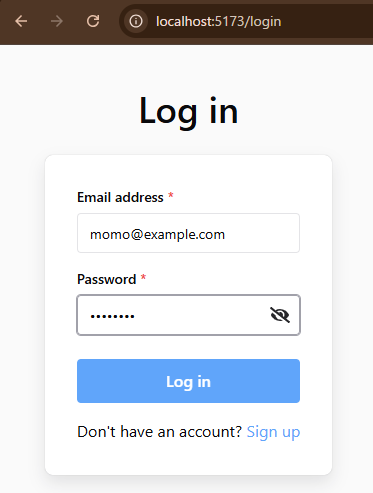 localhost:5173/login
Log in
Email address *
momo@example.com
Password *
••••••••
Log in
Don't have an account? Sign up